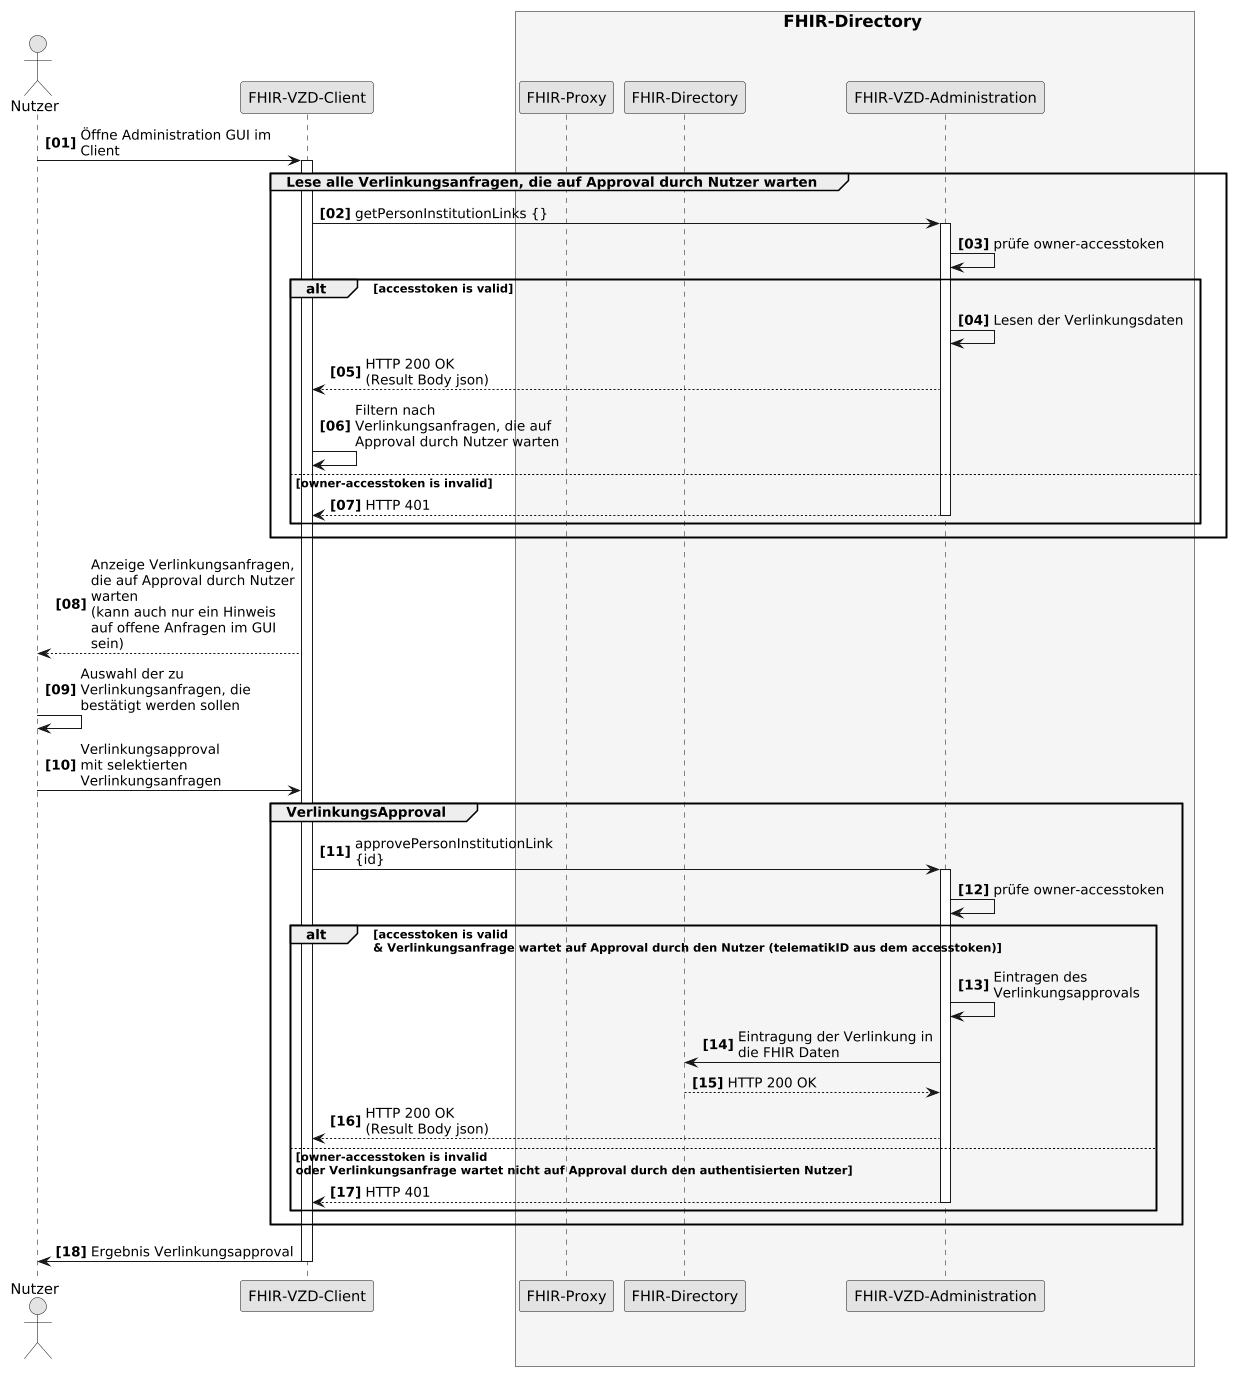 FHIR-Directory
Nutzer
FHIR-VZD-Client
FHIR-Proxy
FHIR-Directory
FHIR-VZD-Administration
[01] Öffne Administration GUI im
Client
Lese alle Verlinkungsanfragen, die auf Approval durch Nutzer warten
[02] getPersonInstitutionLinks {}
[03] prüfe owner-accesstoken
alt [accesstoken is valid]
[04] Lesen der Verlinkungsdaten
[05] HTTP 200 OK
(Result Body json)
[06] Filtern nach
Verlinkungsanfragen, die auf
Approval durch Nutzer warten
[owner-accesstoken is invalid]
[07] HTTP 401
[08] Anzeige Verlinkungsanfragen,
die auf Approval durch Nutzer
warten
(kann auch nur ein Hinweis
auf offene Anfragen im GUI
sein)
[09] Auswahl der zu
Verlinkungsanfragen, die
bestätigt werden sollen
[10] Verlinkungsapproval
mit selektierten
Verlinkungsanfragen
VerlinkungsApproval
[11] approvePersonInstitutionLink
{id}
[12] prüfe owner-accesstoken
alt [accesstoken is valid
& Verlinkungsanfrage wartet auf Approval durch den Nutzer (telematikID aus dem accesstoken)]
[13] Eintragen des
Verlinkungsapprovals
[14] Eintragung der Verlinkung in
die FHIR Daten
[15] HTTP 200 OK
[16] HTTP 200 OK
(Result Body json)
[owner-accesstoken is invalid
oder Verlinkungsanfrage wartet nicht auf Approval durch den authentisierten Nutzer]
[17] HTTP 401
[18] Ergebnis Verlinkungsapproval
Nutzer
FHIR-VZD-Client
FHIR-Proxy
FHIR-Directory
FHIR-VZD-Administration